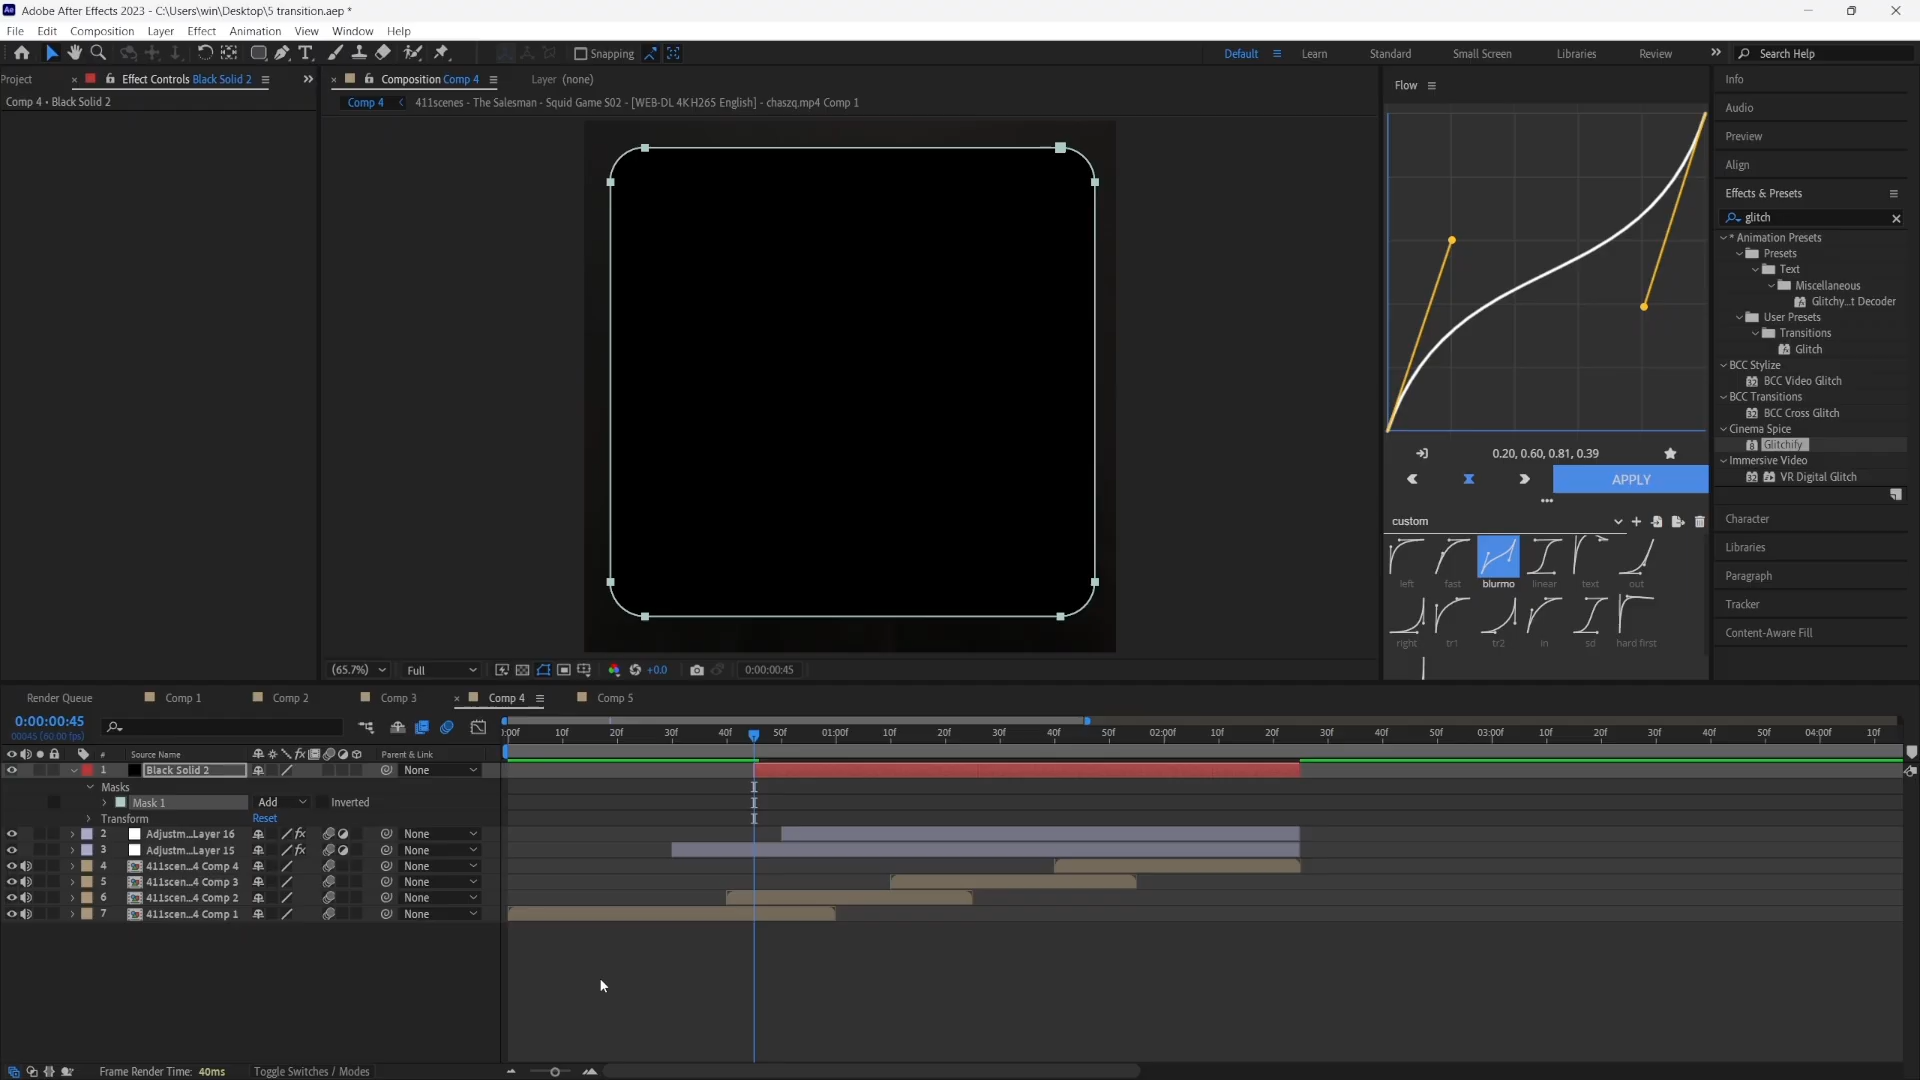 Adobe After Effects 2023 - C:\Users\win\Desktop\5 transition.aep *
File Edit Composition Layer Effect Animation View Window Help
Snapping
Default Learn Standard Small Screen Libraries Review
Search Help
Project
Effect Controls Black Solid 2
Comp 4 • Black Solid 2
Composition Comp 4
Layer (none)
Comp 4
411scenes - The Salesman - Squid Game S02 - [WEB-DL 4K H265 English] - chaszq.mp4 Comp 1
(65.7%)
Full
+0.0
0:00:00:45
Flow
0.20, 0.60, 0.81, 0.39
APPLY
custom
left fast blurmo linear text out
right tr1 tr2 in sd hard first
Info
Audio
Preview
Align
Effects & Presets
glitch
* Animation Presets
Presets
Text
Miscellaneous
Glitchy...t Decoder
User Presets
Transitions
Glitch
BCC Stylize
BCC Video Glitch
BCC Transitions
BCC Cross Glitch
Cinema Spice
Glitchify
Immersive Video
VR Digital Glitch
Character
Libraries
Paragraph
Tracker
Content-Aware Fill
Render Queue Comp 1 Comp 2 Comp 3 Comp 4 Comp 5
0:00:00:45
00045 (60.00 fps)
):00f 10f 20f 30f 40f 50f 01:00f 10f 20f 30f 40f 50f 02:00f 10f 20f 30f 40f 50f 03:00f 10f 20f 30f 40f 50f 04:00f 10f
# Source Name Parent & Link
1 Black Solid 2 None
Masks
Mask 1 Add Inverted
Transform Reset
2 Adjustm...Layer 16 None
3 Adjustm...Layer 15 None
4 411scen...4 Comp 4 None
5 411scen...4 Comp 3 None
6 411scen...4 Comp 2 None
7 411scen...4 Comp 1 None
Frame Render Time: 40ms
Toggle Switches / Modes